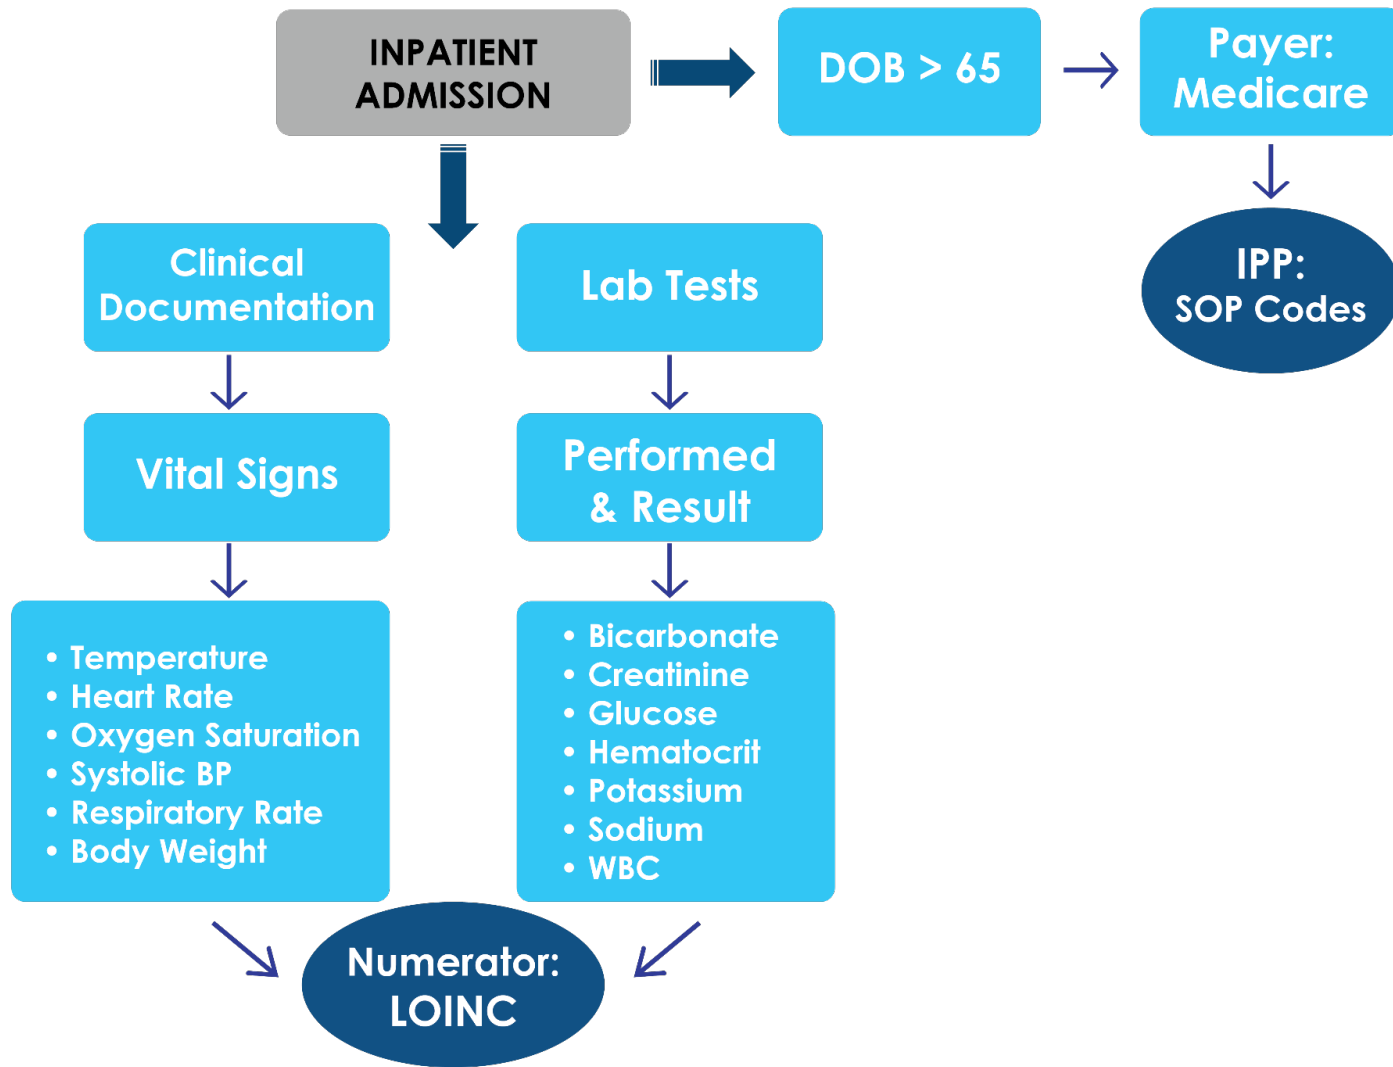 INPATIENT
ADMISSION
DOB > 65
Payer:
Medicare
IPP:
SOP Codes
Clinical
Documentation
Vital Signs
• Temperature
• Heart Rate
• Oxygen Saturation
• Systolic BP
• Respiratory Rate
• Body Weight
Lab Tests
Performed
& Result
• Bicarbonate
• Creatinine
• Glucose
• Hematocrit
• Potassium
• Sodium
• WBC
Numerator:
LOINC